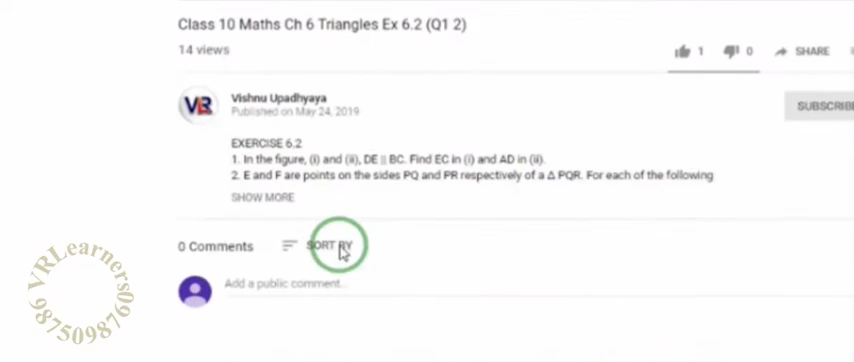 Class 10 Maths Ch 6 Triangles Ex 6.2 (Q1 2)
14 views
1
0
SHARE
VR
Vishnu Upadhyaya
Published on May 24, 2019
SUBSCRIBE
EXERCISE 6.2
1. In the figure, (i) and (ii), DE || BC. Find EC in (i) and AD in (ii).
2. E and F are points on the sides PQ and PR respectively of a Δ PQR. For each of the following
SHOW MORE
0 Comments
SORT BY
Add a public comment...
VRLearners
9875098760